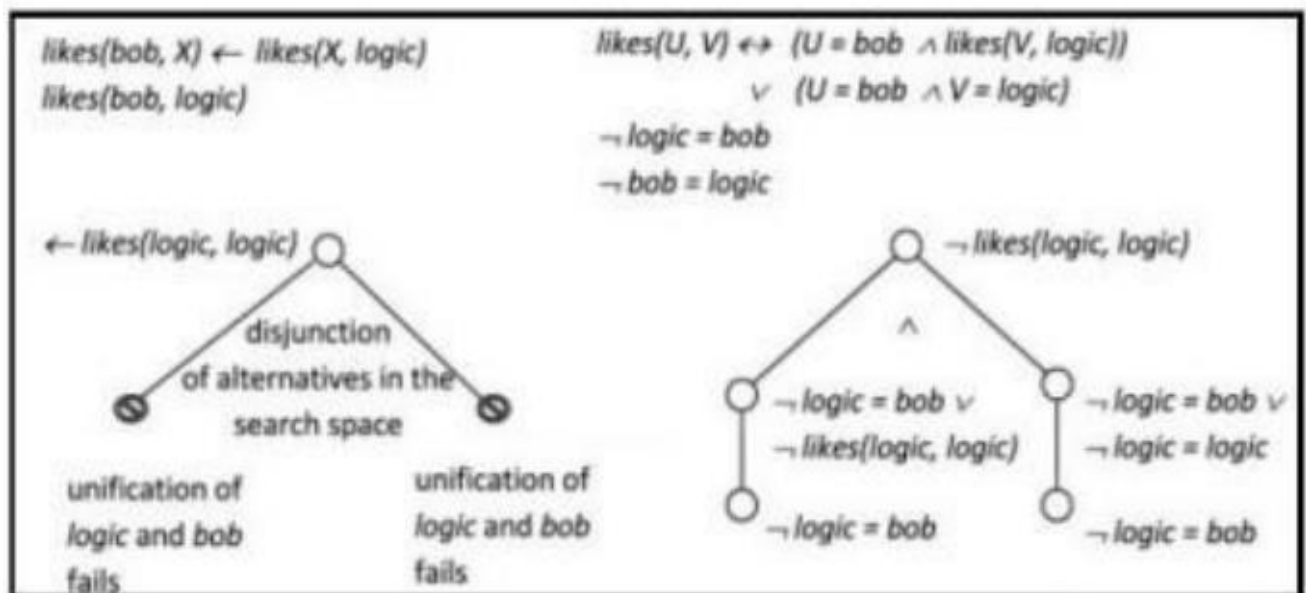 likes(bob, X) ← likes(X, logic)
likes(bob, logic)
likes(U, V) ↔ (U = bob ∧ likes(V, logic))
∨ (U = bob ∧ V = logic)
¬ logic = bob
¬ bob = logic
← likes(logic, logic)
disjunction
of alternatives in the
search space
unification of
logic and bob
fails
unification of
logic and bob
fails
¬ likes(logic, logic)
∧
¬ logic = bob ∨
¬ likes(logic, logic)
¬ logic = bob
¬ logic = bob ∨
¬ logic = logic
¬ logic = bob